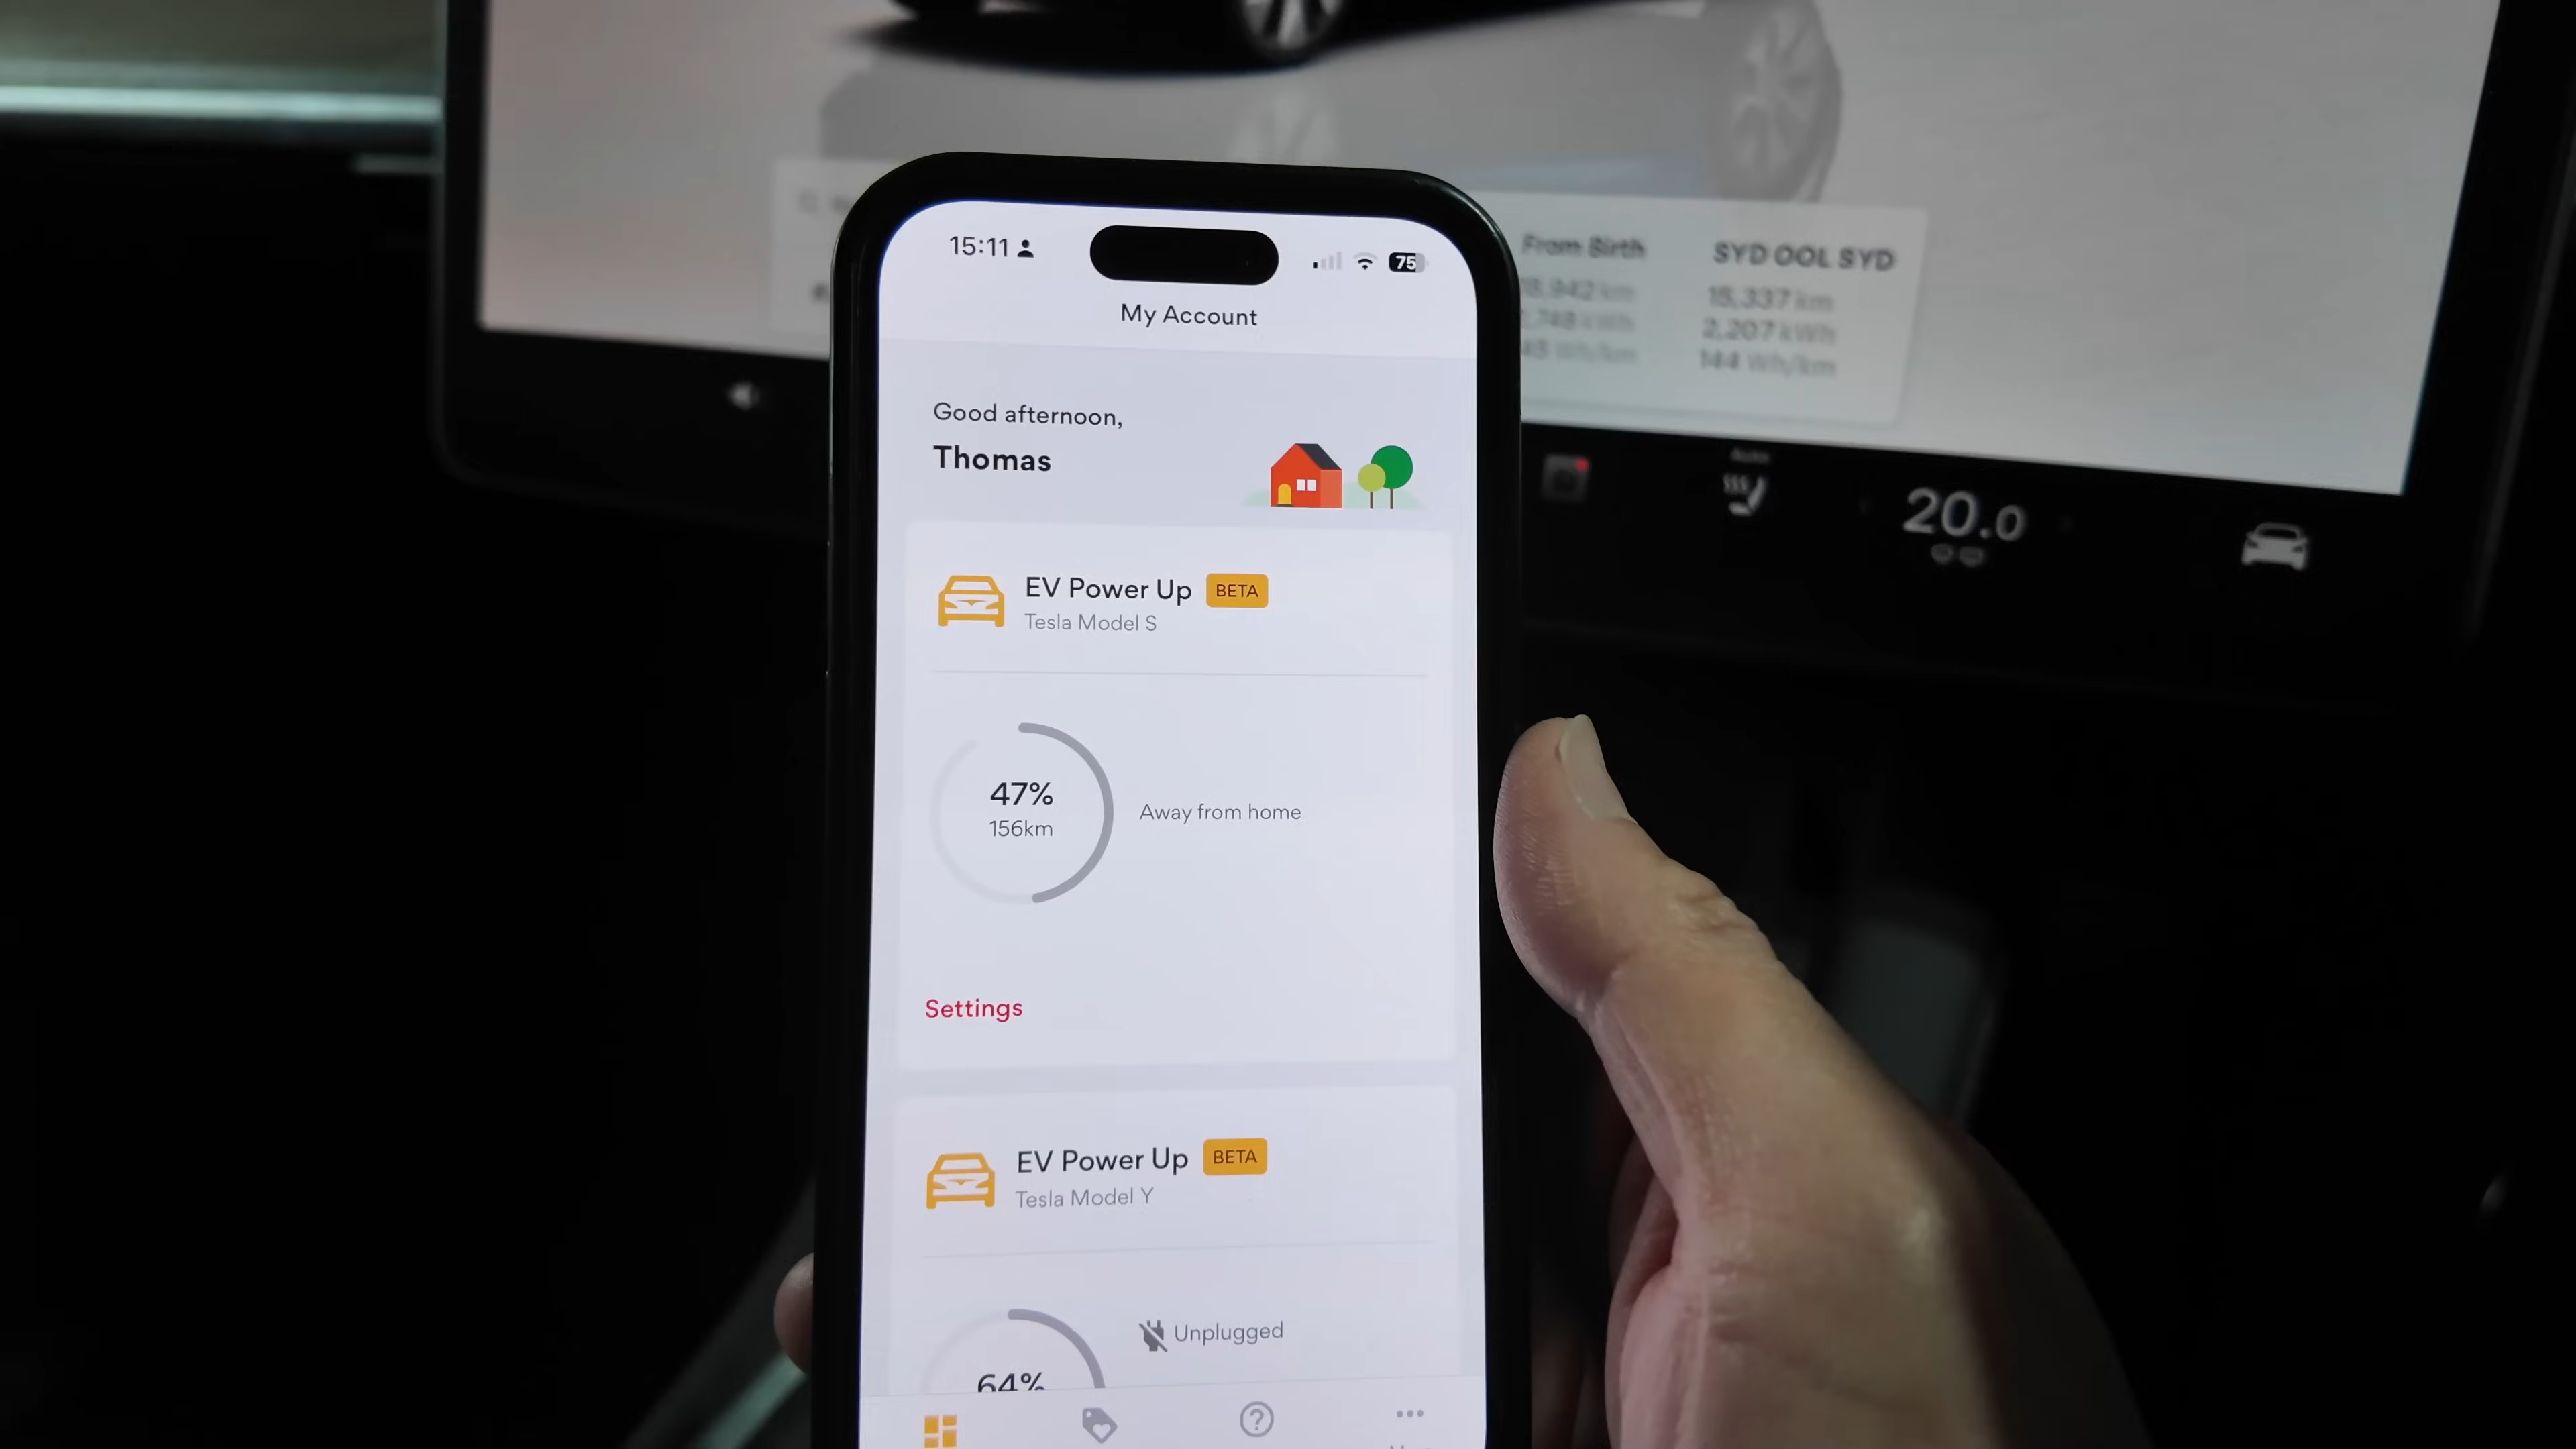 15:11
75
My Account
Good afternoon,
Thomas
EV Power Up BETA
Tesla Model S
47%
156km
Away from home
Settings
EV Power Up BETA
Tesla Model Y
64%
Unplugged
From Birth
SYD OOL SYD
15,337 km
2,207 kWh
144 Wh/km
Auto
20.0